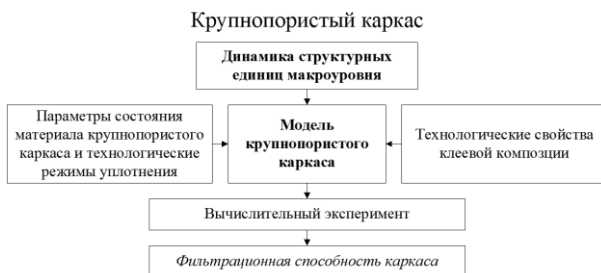 Крупнопористый каркас
Динамика структурных
единиц макроуровня
Параметры состояния
материала крупнопористого
каркаса и технологические
режимы уплотнения
Модель
крупнопористого
каркаса
Технологические свойства
клеевой композции
Вычислительный эксперимент
Фильтрационная способность каркаса